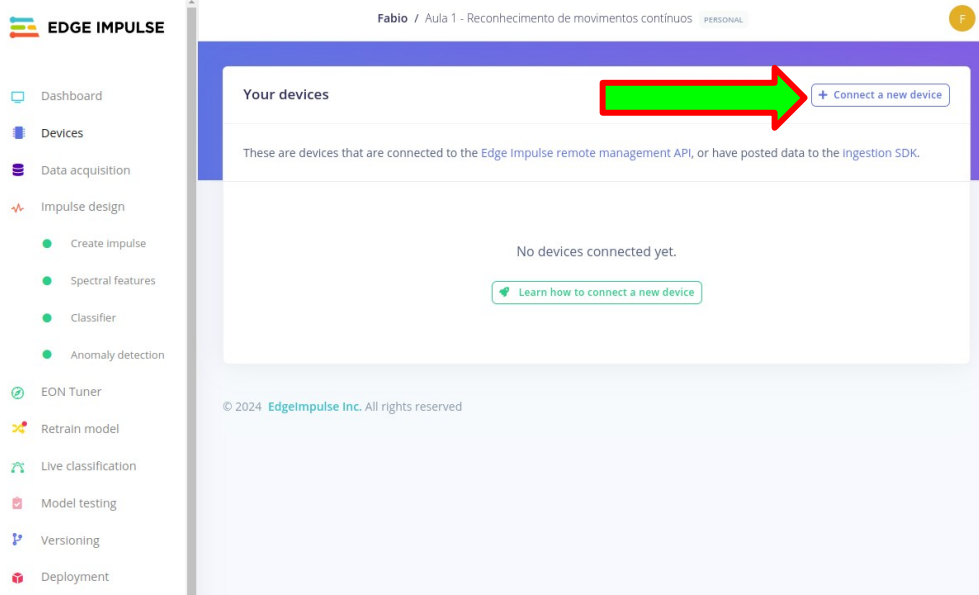 EDGE IMPULSE
Fabio / Aula 1 - Reconhecimento de movimentos contínuos PERSONAL
F
Dashboard
Devices
Data acquisition
Impulse design
Create impulse
Spectral features
Classifier
Anomaly detection
EON Tuner
Retrain model
Live classification
Model testing
Versioning
Deployment
Your devices
+ Connect a new device
These are devices that are connected to the Edge Impulse remote management API, or have posted data to the ingestion SDK.
No devices connected yet.
Learn how to connect a new device
© 2024 EdgeImpulse Inc. All rights reserved